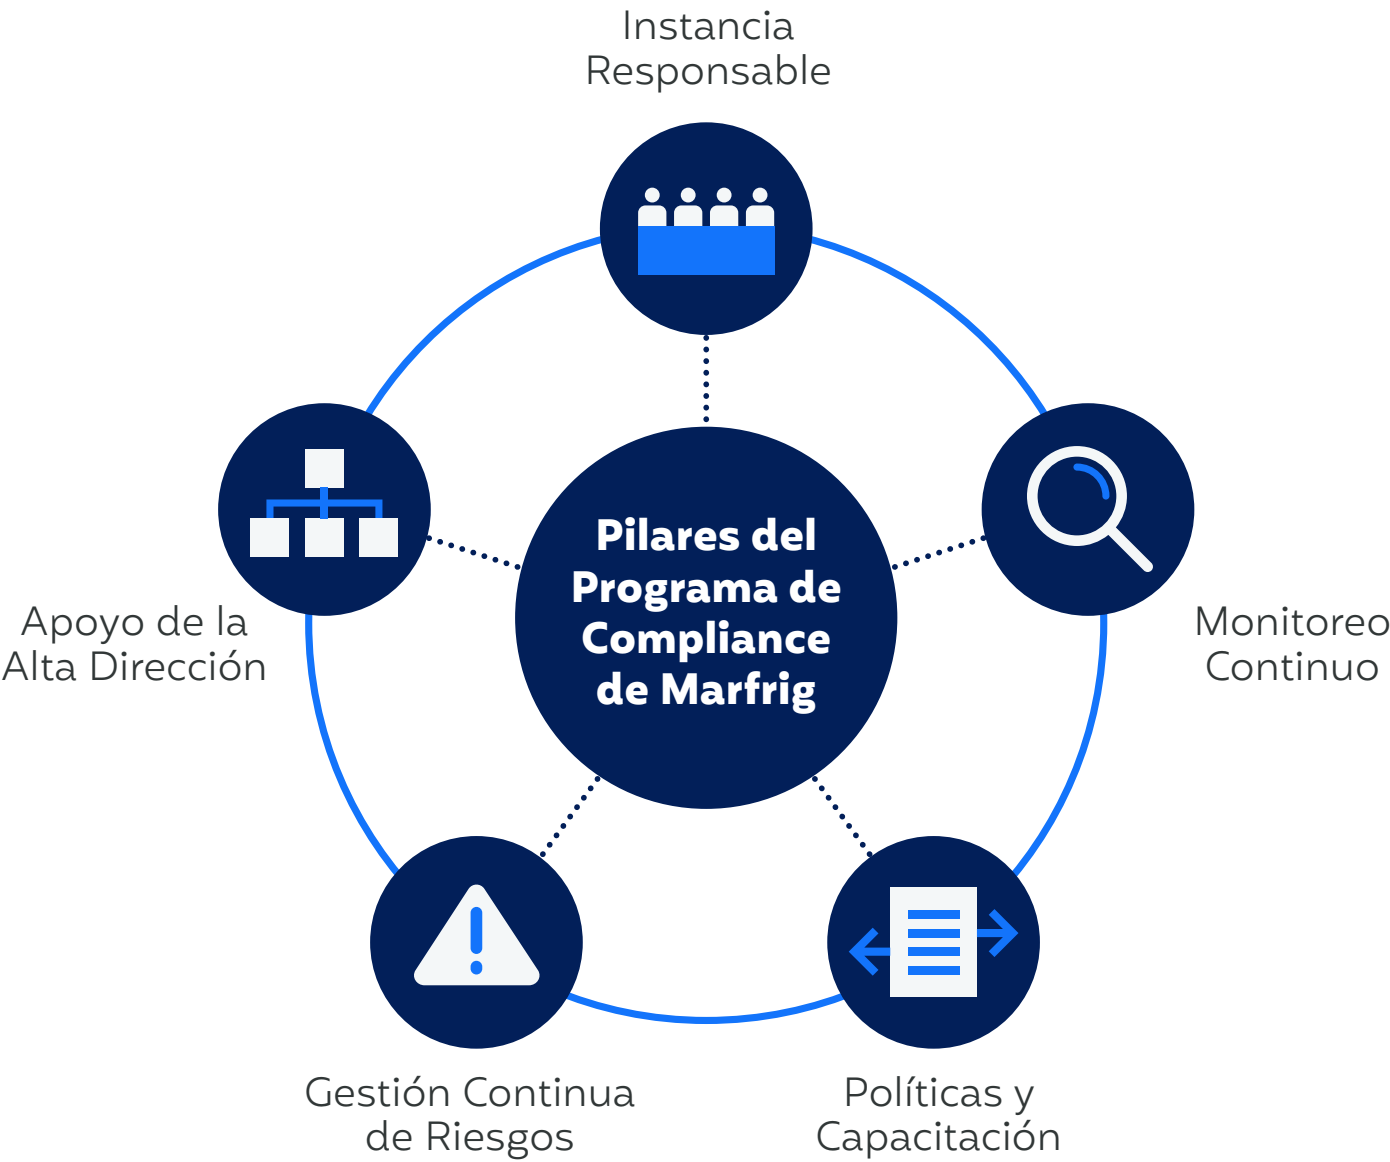 Instancia
Responsable
Pilares del
Programa de
Compliance
de Marfrig
Apoyo de la
Alta Dirección
Monitoreo
Continuo
Gestión Continua
de Riesgos
Políticas y
Capacitación